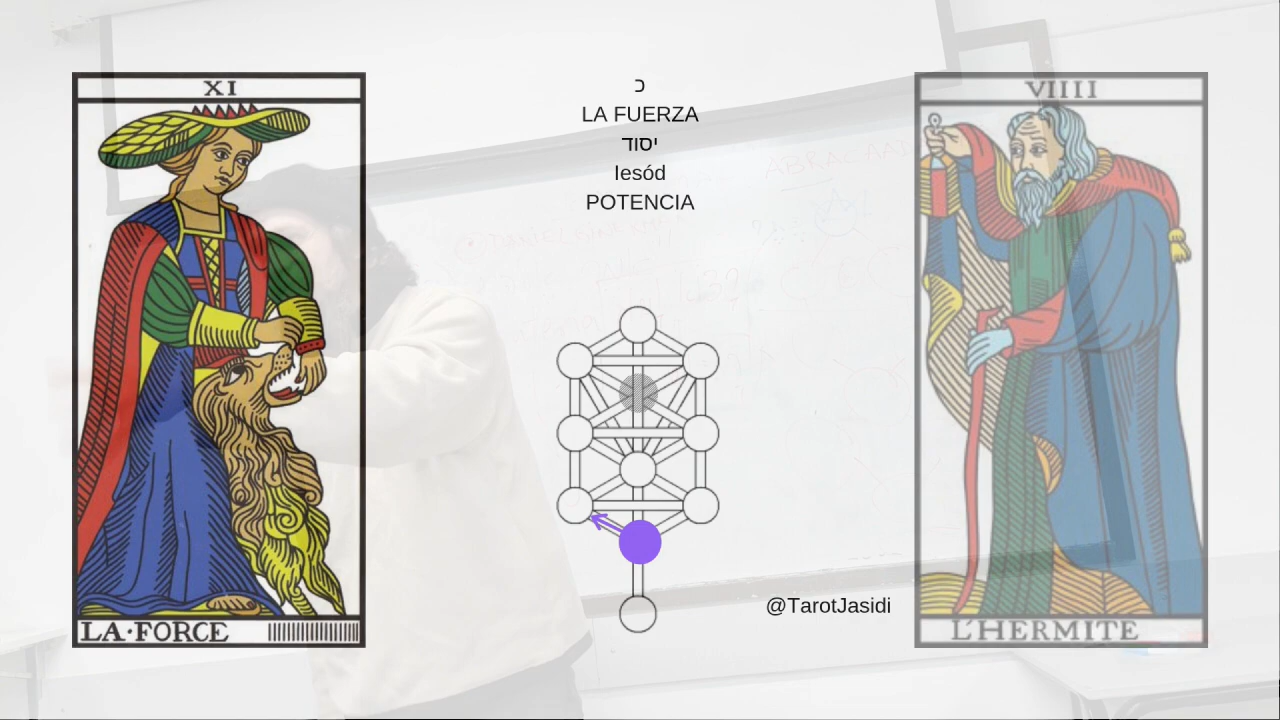 XI
LA·FORCE
כ
LA FUERZA
יסוד
Iesód
POTENCIA
@TarotJasidi
VIIII
L'HERMITE